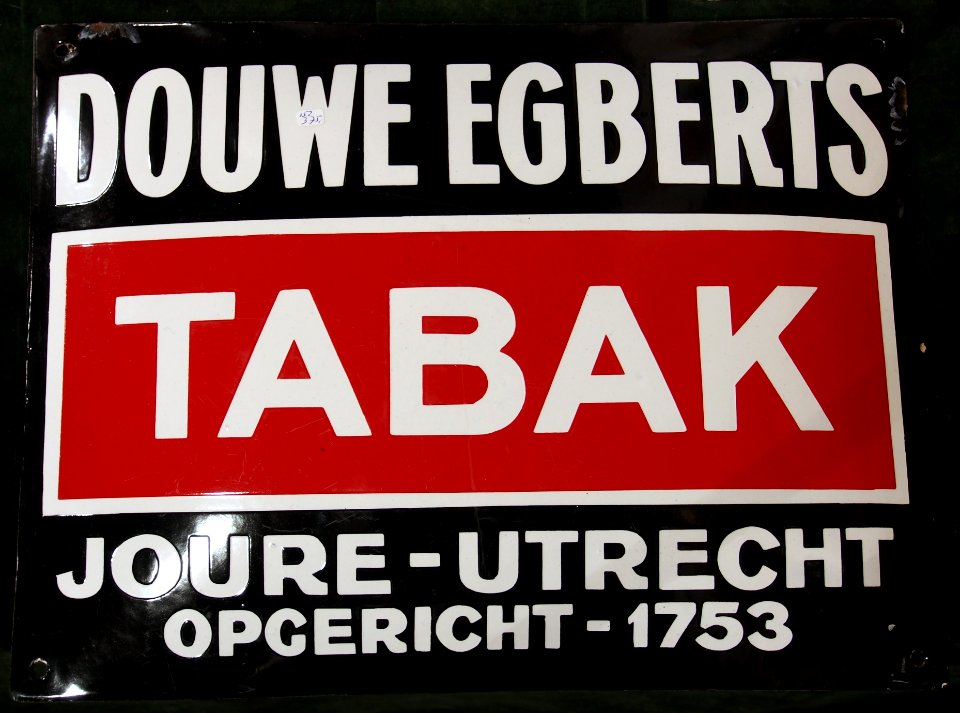 DOUWE EGBERTS
TABAK
JOURE - UTRECHT
OPGERICHT - 1753